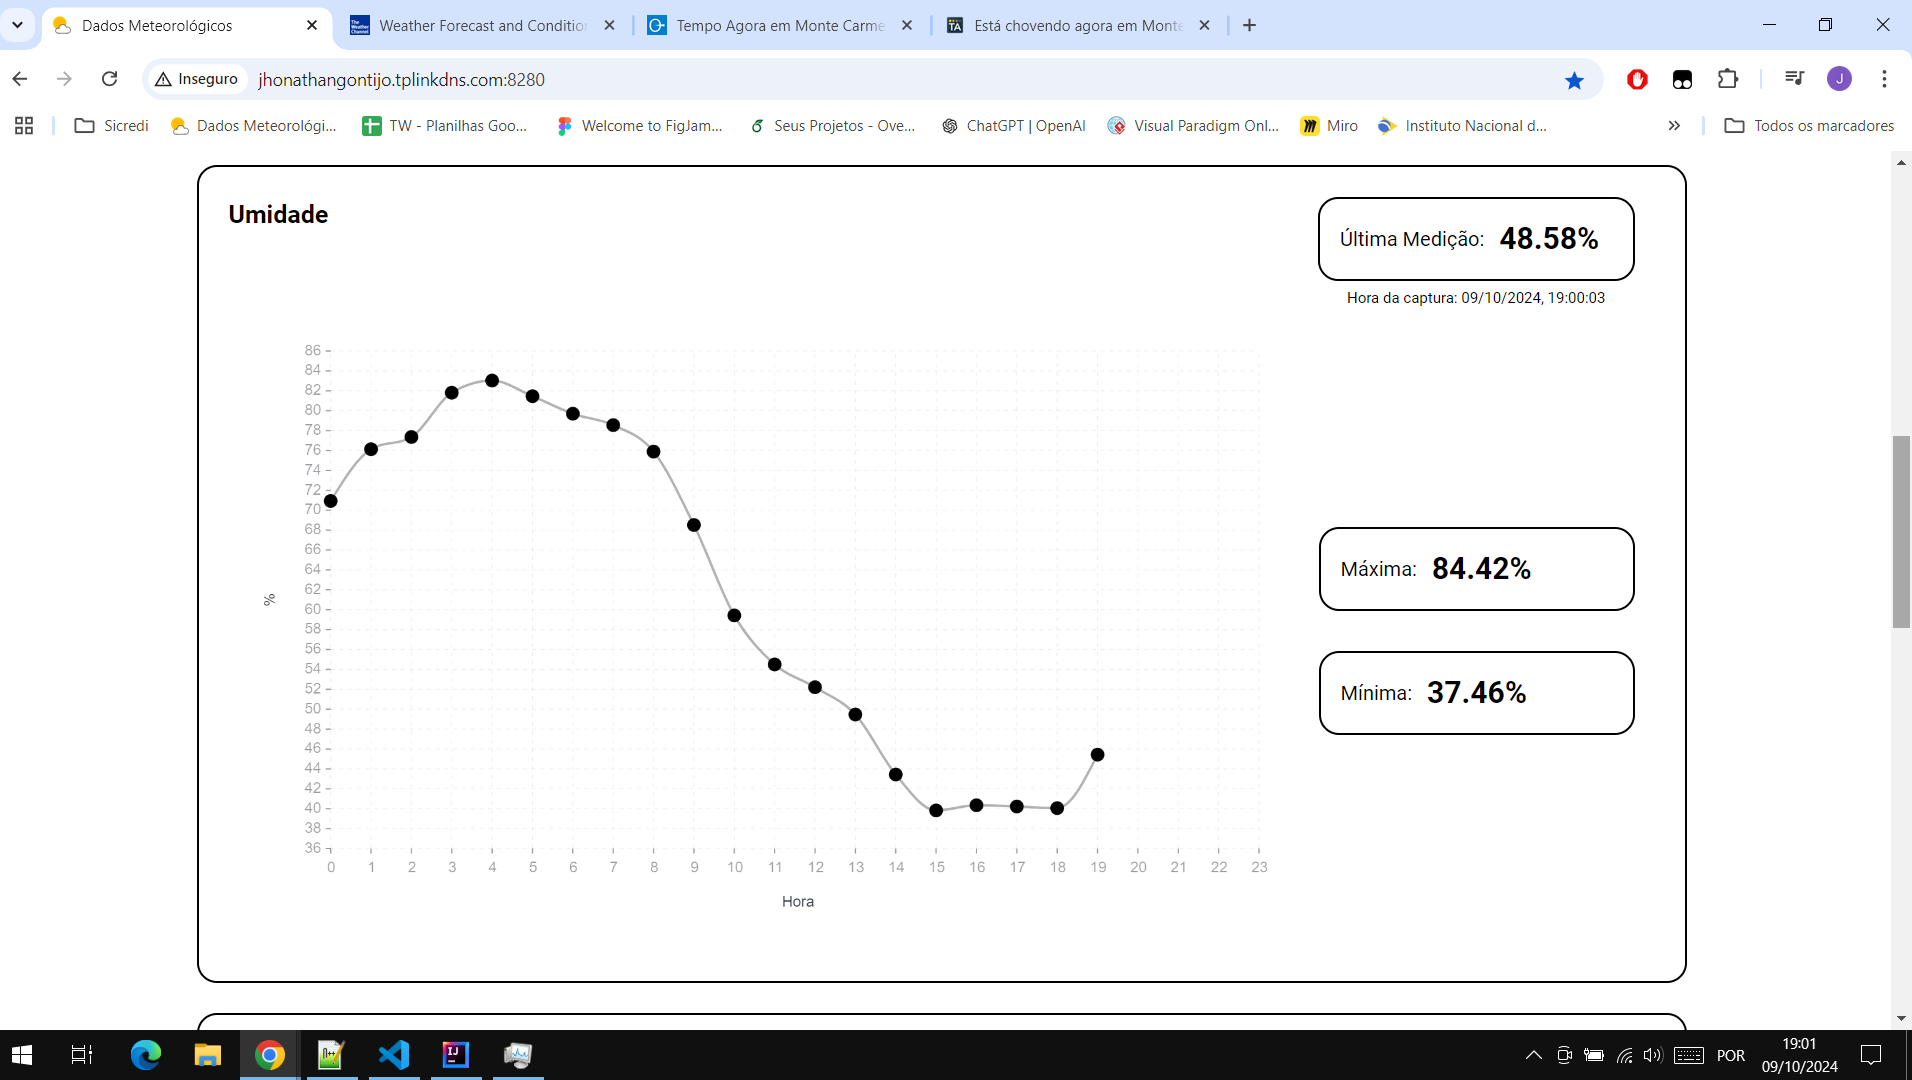 Dados Meteorológicos
Weather Forecast and Conditio
Tempo Agora em Monte Carme
Está chovendo agora em Monte
Inseguro
jhonathangontijo.tplinkdns.com:8280
J
Sicredi
Dados Meteorológi...
TW - Planilhas Goo...
Welcome to FigJam...
Seus Projetos - Ove...
ChatGPT | OpenAI
Visual Paradigm Onl...
Miro
Instituto Nacional d...
Todos os marcadores
Umidade
Última Medição: 48.58%
Hora da captura: 09/10/2024, 19:00:03
86
84
82
80
78
76
74
72
70
68
66
64
62
60
58
56
54
52
50
48
46
44
42
40
38
36
%
0 1 2 3 4 5 6 7 8 9 10 11 12 13 14 15 16 17 18 19 20 21 22 23
Hora
Máxima: 84.42%
Mínima: 37.46%
POR
19:01
09/10/2024